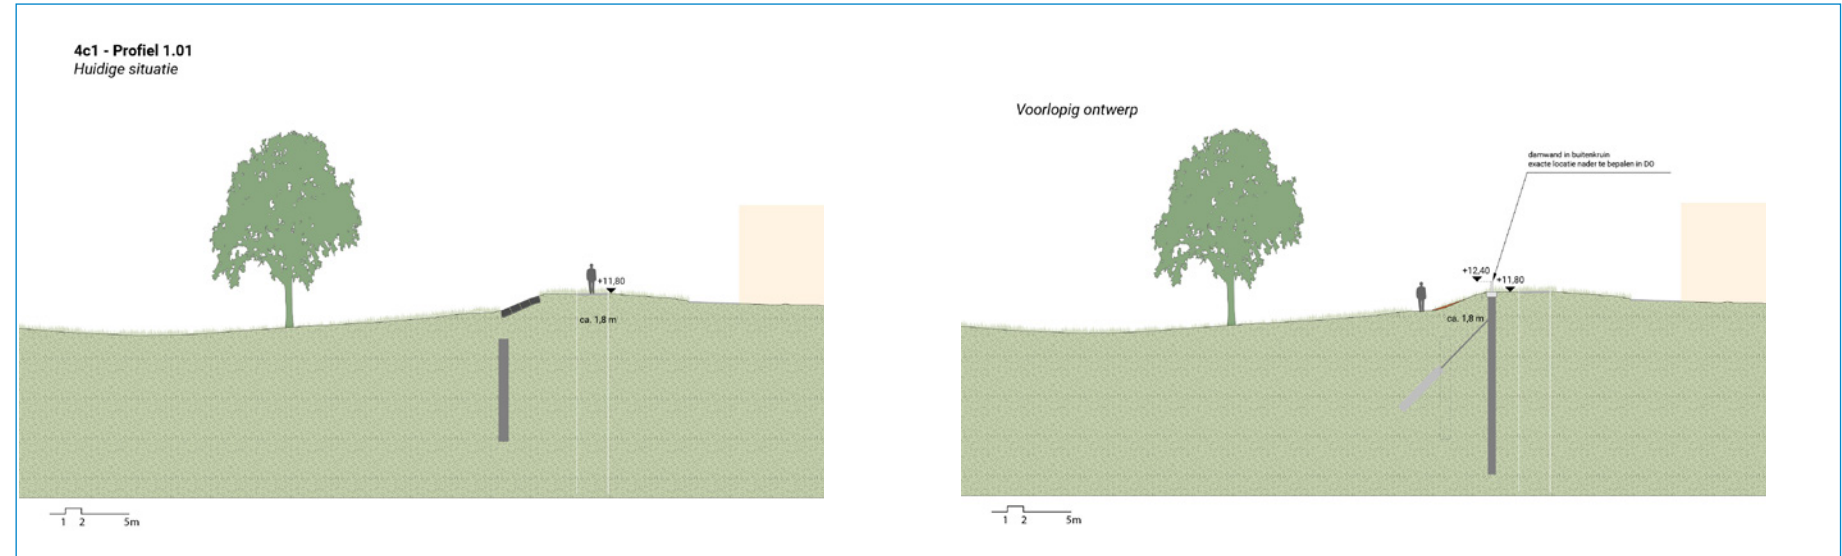 4c1 - Profiel 1.01
Huidige situatie
+11,80
ca. 1,8 m
1 2 5m
Voorlopig ontwerp
damwand in buitenkruin
exacte locatie nader te bepalen in DO
+12,40
+11,80
ca. 1,8 m
1 2 5m